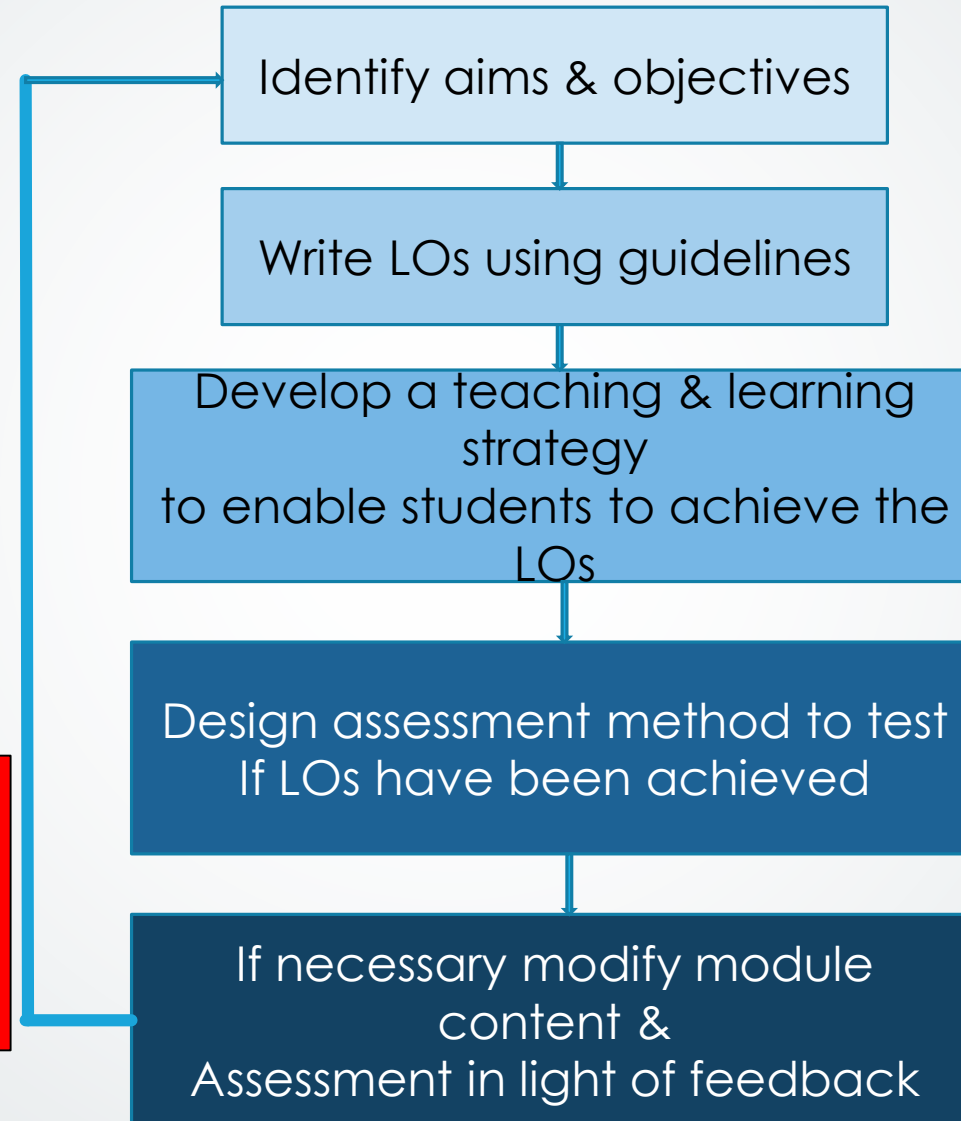 Identify aims & objectives
Write LOs using guidelines
Develop a teaching & learning
strategy
to enable students to achieve the
LOs
Design assessment method to test
If LOs have been achieved
If necessary modify module
content &
Assessment in light of feedback